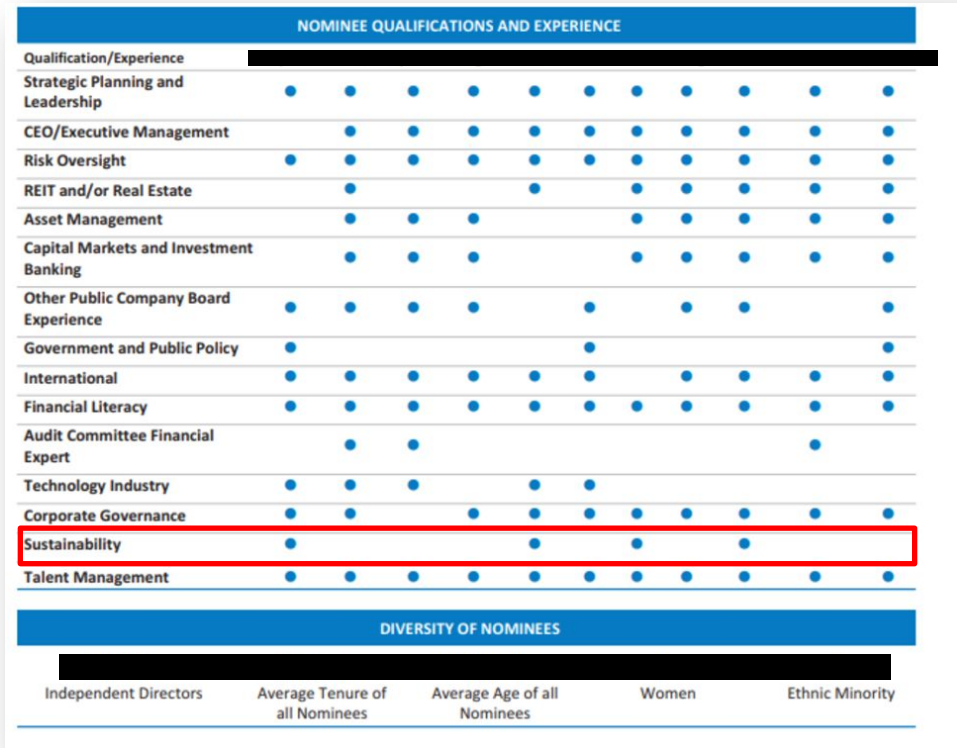 NOMINEE QUALIFICATIONS AND EXPERIENCE
Qualification/Experience
Strategic Planning and
Leadership
CEO/Executive Management
Risk Oversight
REIT and/or Real Estate
Asset Management
Capital Markets and Investment
Banking
Other Public Company Board
Experience
Government and Public Policy
International
Financial Literacy
Audit Committee Financial
Expert
Technology Industry
Corporate Governance
Sustainability
Talent Management
DIVERSITY OF NOMINEES
Independent Directors Average Tenure of Average Age of all Women Ethnic Minority
all Nominees Nominees